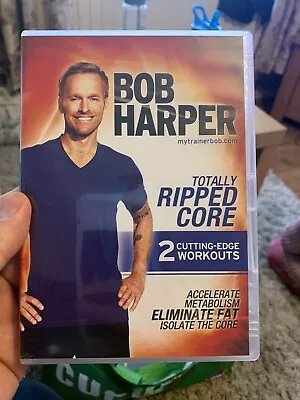 BOB
HARPER
mytrainerbob.com
TOTALLY
RIPPED
CORE
2 CUTTING-EDGE
WORKOUTS
ACCELERATE
METABOLISM
ELIMINATE FAT
ISOLATE THE CORE